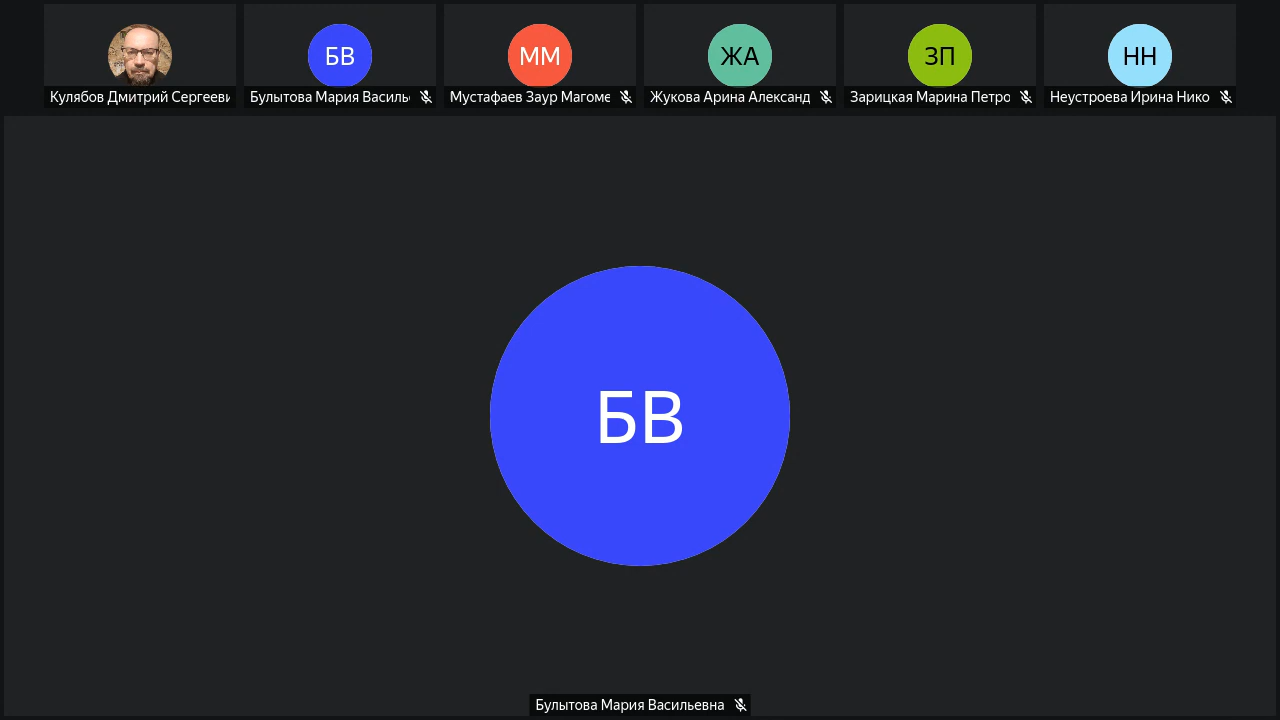 БВ
ММ
ЖА
ЗП
НН
Кулябов Дмитрий Сергееви
Булытова Мария Василь
Мустафаев Заур Магоме
Жукова Арина Александ
Зарицкая Марина Петро
Неустроева Ирина Нико
БВ
Булытова Мария Васильевна